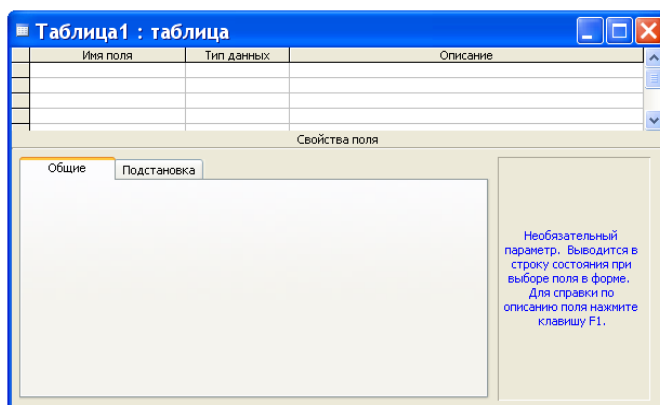 Таблица1 : таблица
Имя поля Тип данных Описание
Свойства поля
Общие Подстановка
Необязательный
параметр. Выводится в
строку состояния при
выборе поля в форме.
Для справки по
описанию поля нажмите
клавишу F1.